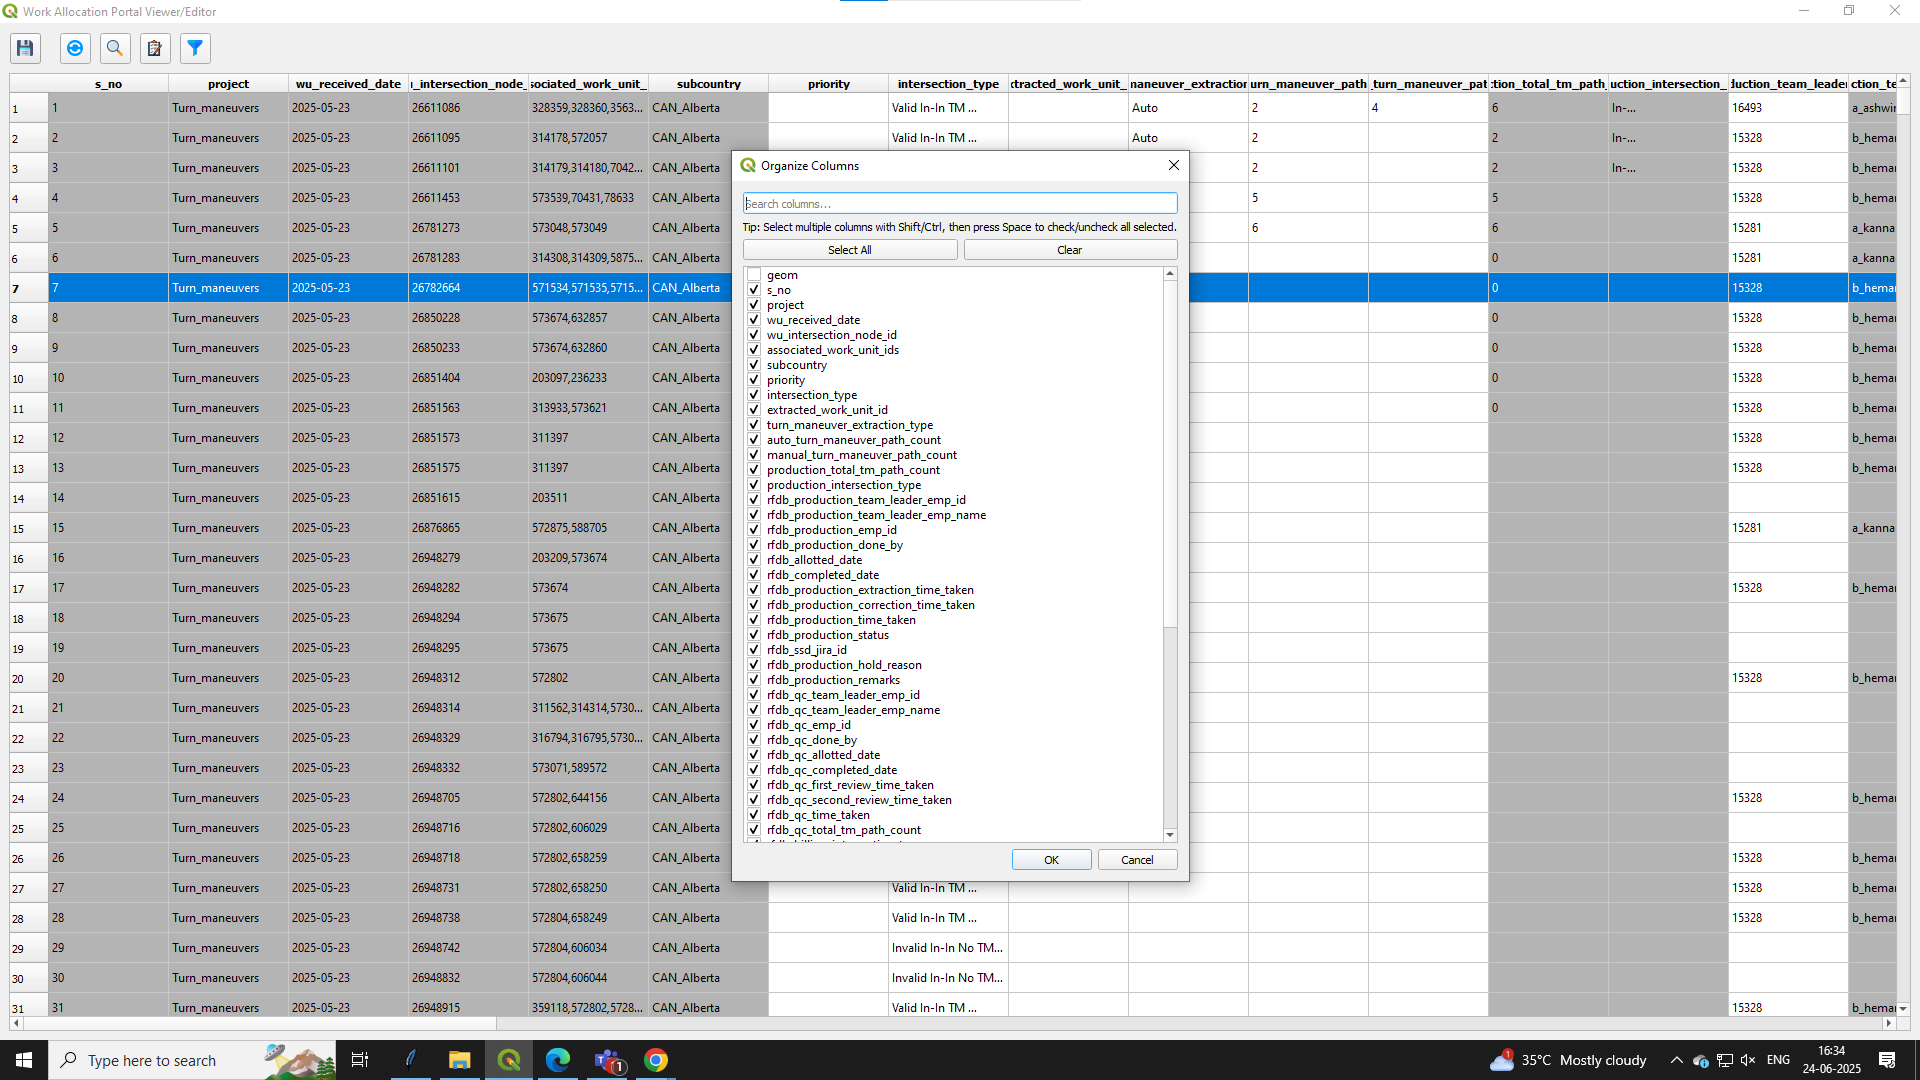 Work Allocation Portal Viewer/Editor
s_no project wu_received_date ı_intersection_node_ sociated_work_unit_ subcountry priority intersection_type ctracted_work_unit_ maneuver_extraction urn_maneuver_path _turn_maneuver_pat ction_total_tm_path_ uction_intersection_ duction_team_leader ction_te
1 1 Turn_maneuvers 2025-05-23 26611086 328359,328360,3563... CAN_Alberta Valid In-In TM ... Auto 2 4 6 In-... 16493 a_ashwir
2 2 Turn_maneuvers 2025-05-23 26611095 314178,572057 CAN_Alberta Valid In-In TM ... Auto 2 2 In-... 15328 b_hemar
3 3 Turn_maneuvers 2025-05-23 26611101 314179,314180,7042... CAN_Alberta 2 2 In-... 15328 b_hemar
4 4 Turn_maneuvers 2025-05-23 26611453 573539,70431,78633 CAN_Alberta 5 5 15328 b_hemar
5 5 Turn_maneuvers 2025-05-23 26781273 573048,573049 CAN_Alberta 6 6 15281 a_kanna
6 6 Turn_maneuvers 2025-05-23 26781283 314308,314309,5875... CAN_Alberta 0 15281 a_kanna
7 7 Turn_maneuvers 2025-05-23 26782664 571534,571535,5715... CAN_Alberta 0 15328 b_hemar
8 8 Turn_maneuvers 2025-05-23 26850228 573674,632857 CAN_Alberta 0 15328 b_hemar
9 9 Turn_maneuvers 2025-05-23 26850233 573674,632860 CAN_Alberta 0 15328 b_hemar
10 10 Turn_maneuvers 2025-05-23 26851404 203097,236233 CAN_Alberta 0 15328 b_hemar
11 11 Turn_maneuvers 2025-05-23 26851563 313933,573621 CAN_Alberta 0 15328 b_hemar
12 12 Turn_maneuvers 2025-05-23 26851573 311397 CAN_Alberta 15328 b_hemar
13 13 Turn_maneuvers 2025-05-23 26851575 311397 CAN_Alberta 15328 b_hemar
14 14 Turn_maneuvers 2025-05-23 26851615 203511 CAN_Alberta
15 15 Turn_maneuvers 2025-05-23 26876865 572875,588705 CAN_Alberta 15281 a_kanna
16 16 Turn_maneuvers 2025-05-23 26948279 203209,573674 CAN_Alberta
17 17 Turn_maneuvers 2025-05-23 26948282 573674 CAN_Alberta 15328 b_hemar
18 18 Turn_maneuvers 2025-05-23 26948294 573675 CAN_Alberta
19 19 Turn_maneuvers 2025-05-23 26948295 573675 CAN_Alberta
20 20 Turn_maneuvers 2025-05-23 26948312 572802 CAN_Alberta 15328 b_hemar
21 21 Turn_maneuvers 2025-05-23 26948314 311562,314314,5730... CAN_Alberta
22 22 Turn_maneuvers 2025-05-23 26948329 316794,316795,5730... CAN_Alberta
23 23 Turn_maneuvers 2025-05-23 26948332 573071,589572 CAN_Alberta
24 24 Turn_maneuvers 2025-05-23 26948705 572802,644156 CAN_Alberta 15328 b_hemar
25 25 Turn_maneuvers 2025-05-23 26948716 572802,606029 CAN_Alberta
26 26 Turn_maneuvers 2025-05-23 26948718 572802,658259 CAN_Alberta 15328 b_hemar
27 27 Turn_maneuvers 2025-05-23 26948731 572802,658250 CAN_Alberta Valid In-In TM ... 15328 b_hemar
28 28 Turn_maneuvers 2025-05-23 26948738 572804,658249 CAN_Alberta Valid In-In TM ... 15328 b_hemar
29 29 Turn_maneuvers 2025-05-23 26948742 572804,606034 CAN_Alberta Invalid In-In No TM...
30 30 Turn_maneuvers 2025-05-23 26948832 572804,606044 CAN_Alberta Invalid In-In No TM...
31 31 Turn_maneuvers 2025-05-23 26948915 359118,572802,5728... CAN_Alberta Valid In-In TM ... 15328 b_hemar
Organize Columns
Search columns...
Tip: Select multiple columns with Shift/Ctrl, then press Space to check/uncheck all selected.
Select All Clear
geom
s_no
project
wu_received_date
wu_intersection_node_id
associated_work_unit_ids
subcountry
priority
intersection_type
extracted_work_unit_id
turn_maneuver_extraction_type
auto_turn_maneuver_path_count
manual_turn_maneuver_path_count
production_total_tm_path_count
production_intersection_type
rfdb_production_team_leader_emp_id
rfdb_production_team_leader_emp_name
rfdb_production_emp_id
rfdb_production_done_by
rfdb_allotted_date
rfdb_completed_date
rfdb_production_extraction_time_taken
rfdb_production_correction_time_taken
rfdb_production_time_taken
rfdb_production_status
rfdb_ssd_jira_id
rfdb_production_hold_reason
rfdb_production_remarks
rfdb_qc_team_leader_emp_id
rfdb_qc_team_leader_emp_name
rfdb_qc_emp_id
rfdb_qc_done_by
rfdb_qc_allotted_date
rfdb_qc_completed_date
rfdb_qc_first_review_time_taken
rfdb_qc_second_review_time_taken
rfdb_qc_time_taken
rfdb_qc_total_tm_path_count
OK Cancel
Type here to search
1
1
35°C Mostly cloudy
ENG
16:34
24-06-2025